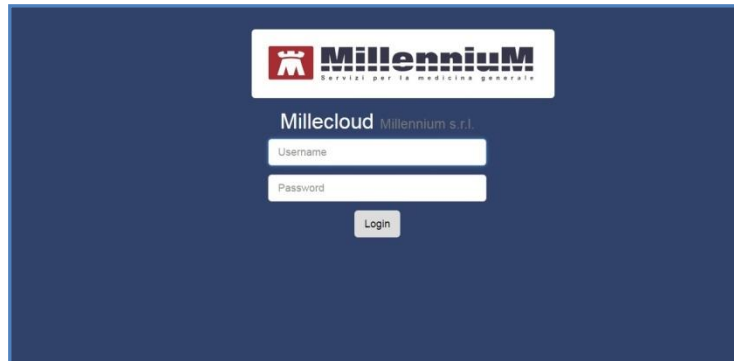 MillenniuM
Servizi per la medicina generale
Millecloud Millennium s.r.l.
Username
Password
Login